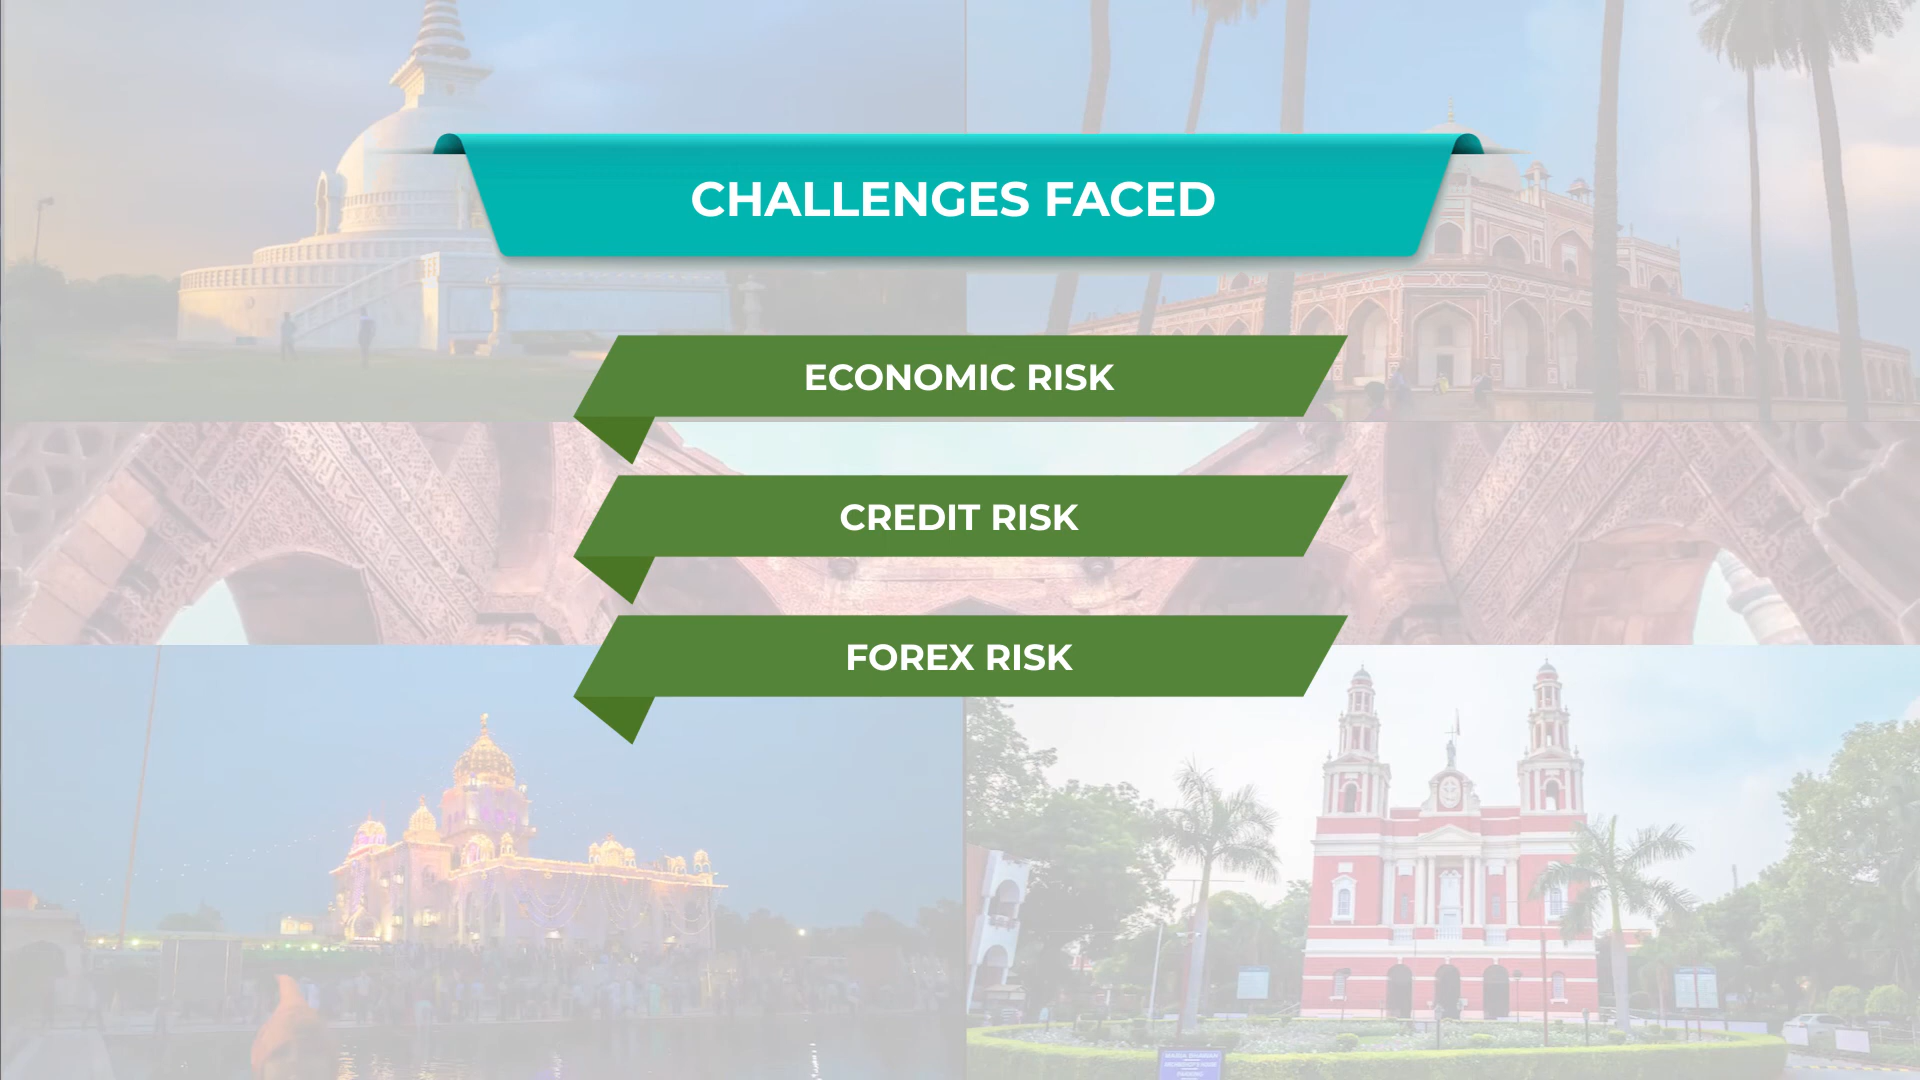 CHALLENGES FACED
ECONOMIC RISK
CREDIT RISK
FOREX RISK